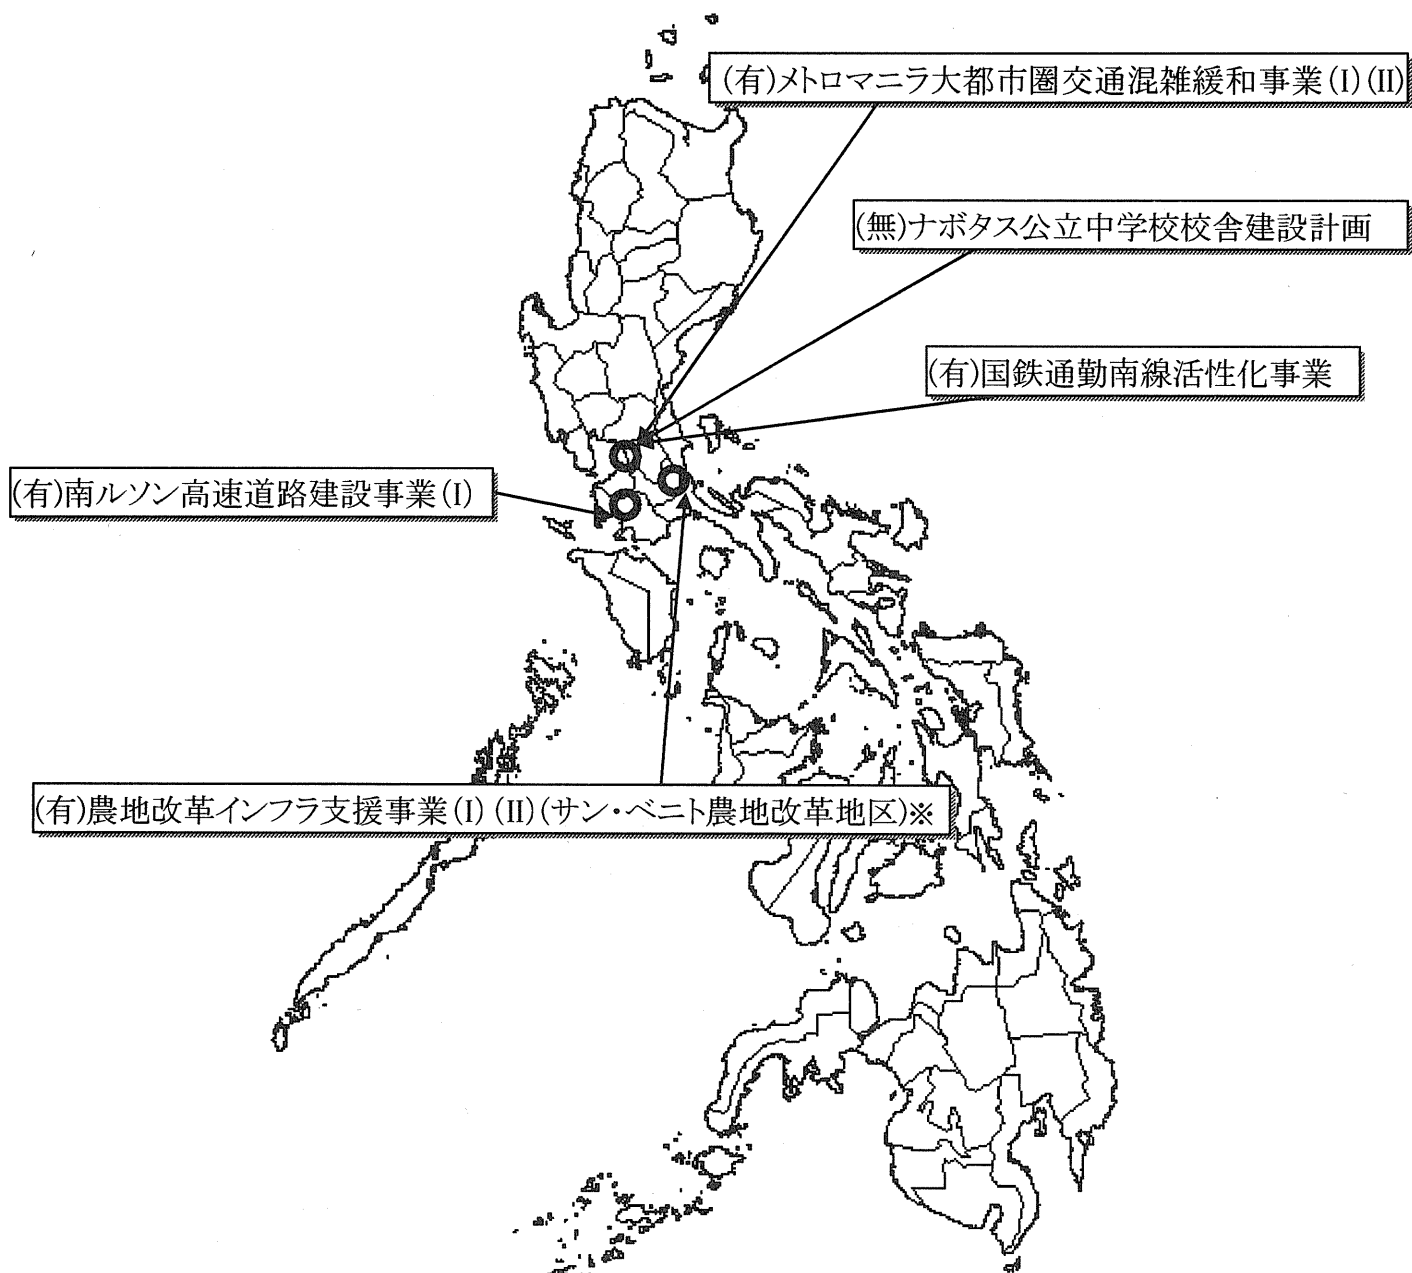 (有)メトロマニラ大都市圏交通混雑緩和事業(I)(II)
(無)ナボタス公立中学校校舎建設計画
(有)国鉄通勤南線活性化事業
(有)南ルソン高速道路建設事業(I)
(有)農地改革インフラ支援事業(I)(II)(サン・ベニト農地改革地区)※